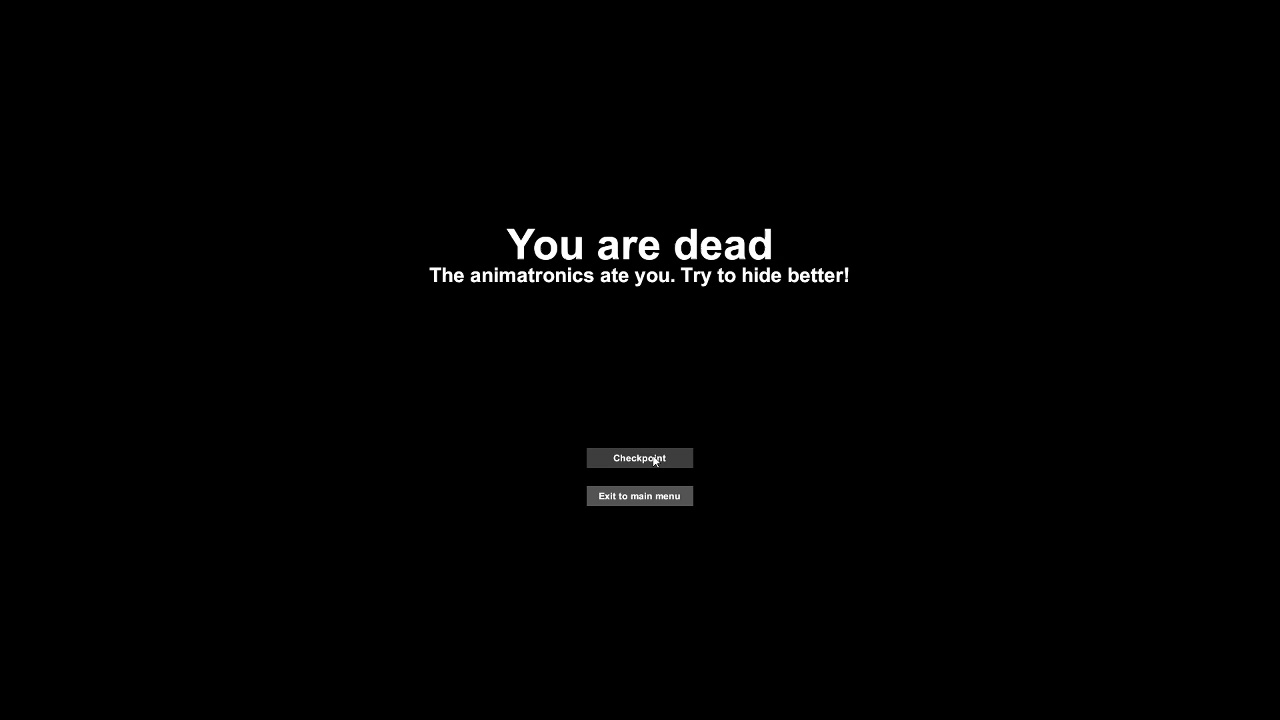 You are dead
The animatronics ate you. Try to hide better!
Checkpoint
Exit to main menu